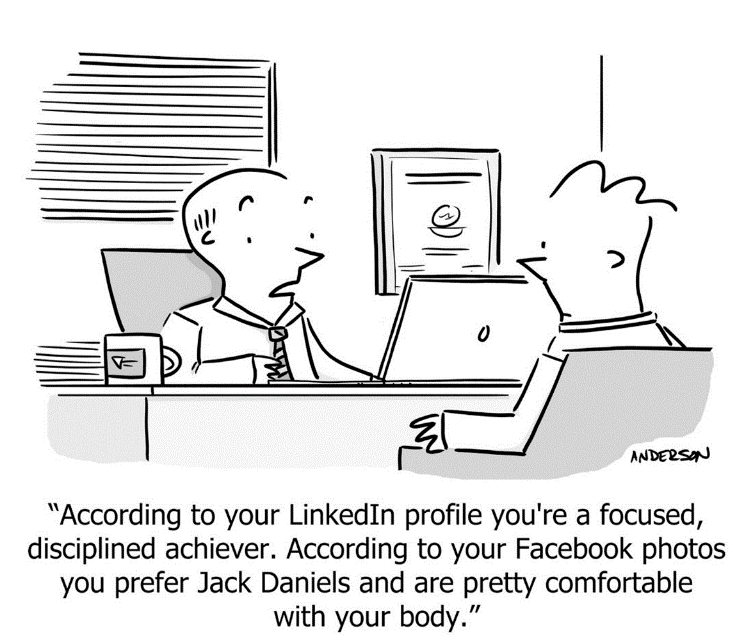 ANDERSON
“According to your LinkedIn profile you're a focused,
disciplined achiever. According to your Facebook photos
you prefer Jack Daniels and are pretty comfortable
with your body.”